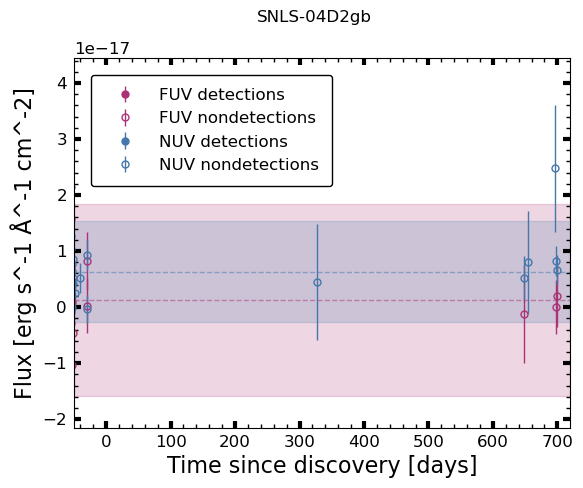 SNLS-04D2gb
1e−17
FUV detections
FUV nondetections
NUV detections
NUV nondetections
4
3
2
1
0
−1
−2
0 100 200 300 400 500 600 700
Flux [erg s^-1 Å^-1 cm^-2]
Time since discovery [days]